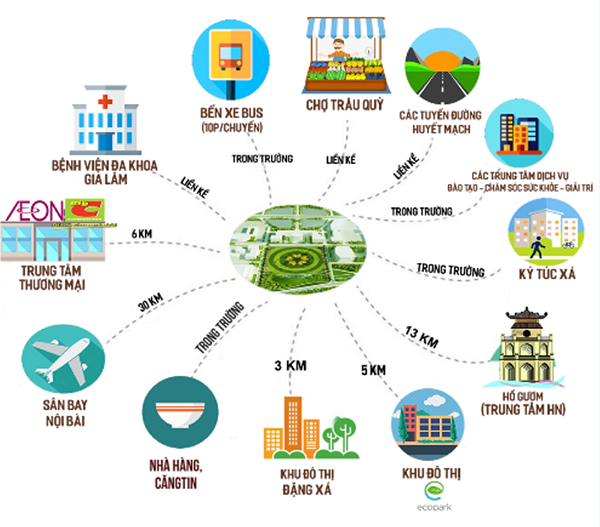 BẾN XE BUS
(10P/CHUYẾN)
CHỢ TRÂU QUỲ
CÁC TUYẾN ĐƯỜNG
HUYẾT MẠCH
BỆNH VIỆN ĐA KHOA
GIA LÂM
TRONG TRƯỜNG
LIỀN KỀ
LIỀN KỀ
LIỀN KỀ
CÁC TRUNG TÂM DỊCH VỤ
ĐÀO TẠO - CHĂM SÓC SỨC KHỎE - GIẢI TRÍ
TRONG TRƯỜNG
ÆON
BIG C
TRUNG TÂM
THƯƠNG MẠI
6 KM
TRONG TRƯỜNG
KÝ TÚC XÁ
30 KM
TRONG TRƯỜNG
3 KM
5 KM
13 KM
SÂN BAY
NỘI BÀI
NHÀ HÀNG,
CĂNGTIN
KHU ĐÔ THỊ
ĐẶNG XÁ
KHU ĐÔ THỊ
ecopark
HỒ GƯƠM
(TRUNG TÂM HN)